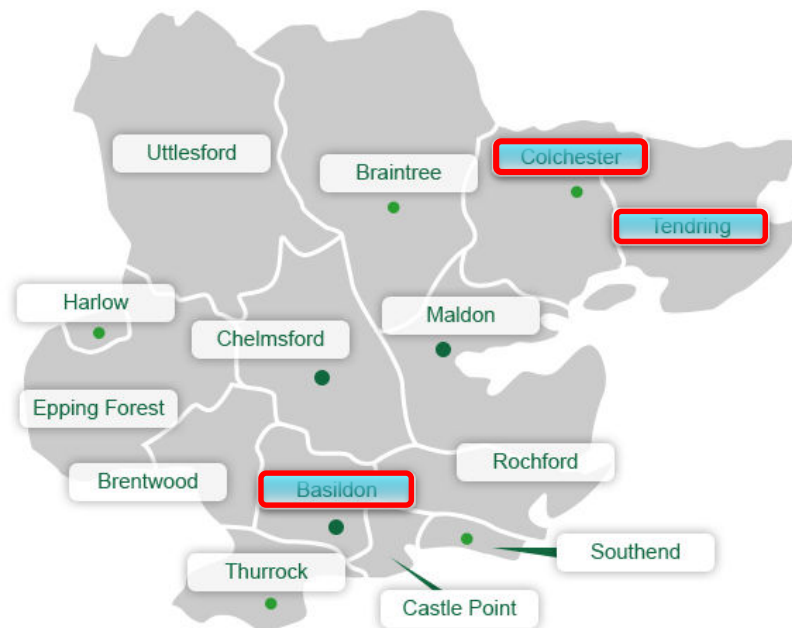 Uttlesford
Braintree
Colchester
Tendring
Harlow
Chelmsford
Maldon
Epping Forest
Brentwood
Basildon
Rochford
Thurrock
Castle Point
Southend